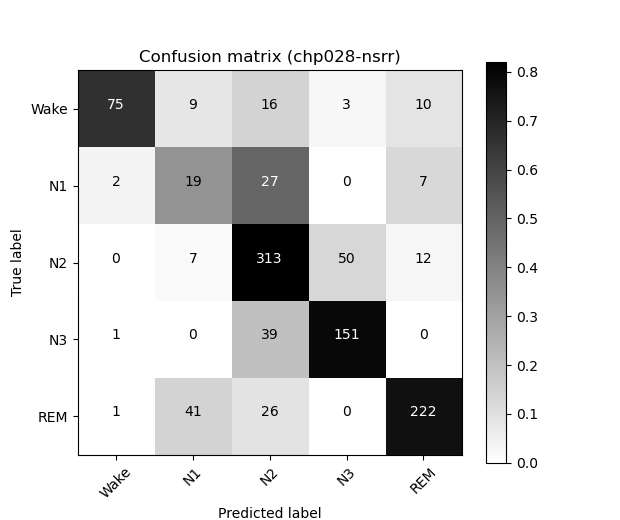 Confusion matrix (chp028-nsrr)
Wake 75 9 16 3 10
N1 2 19 27 0 7
N2 0 7 313 50 12
N3 1 0 39 151 0
REM 1 41 26 0 222
Wake N1 N2 N3 REM
Predicted label
True label
0.8
0.7
0.6
0.5
0.4
0.3
0.2
0.1
0.0